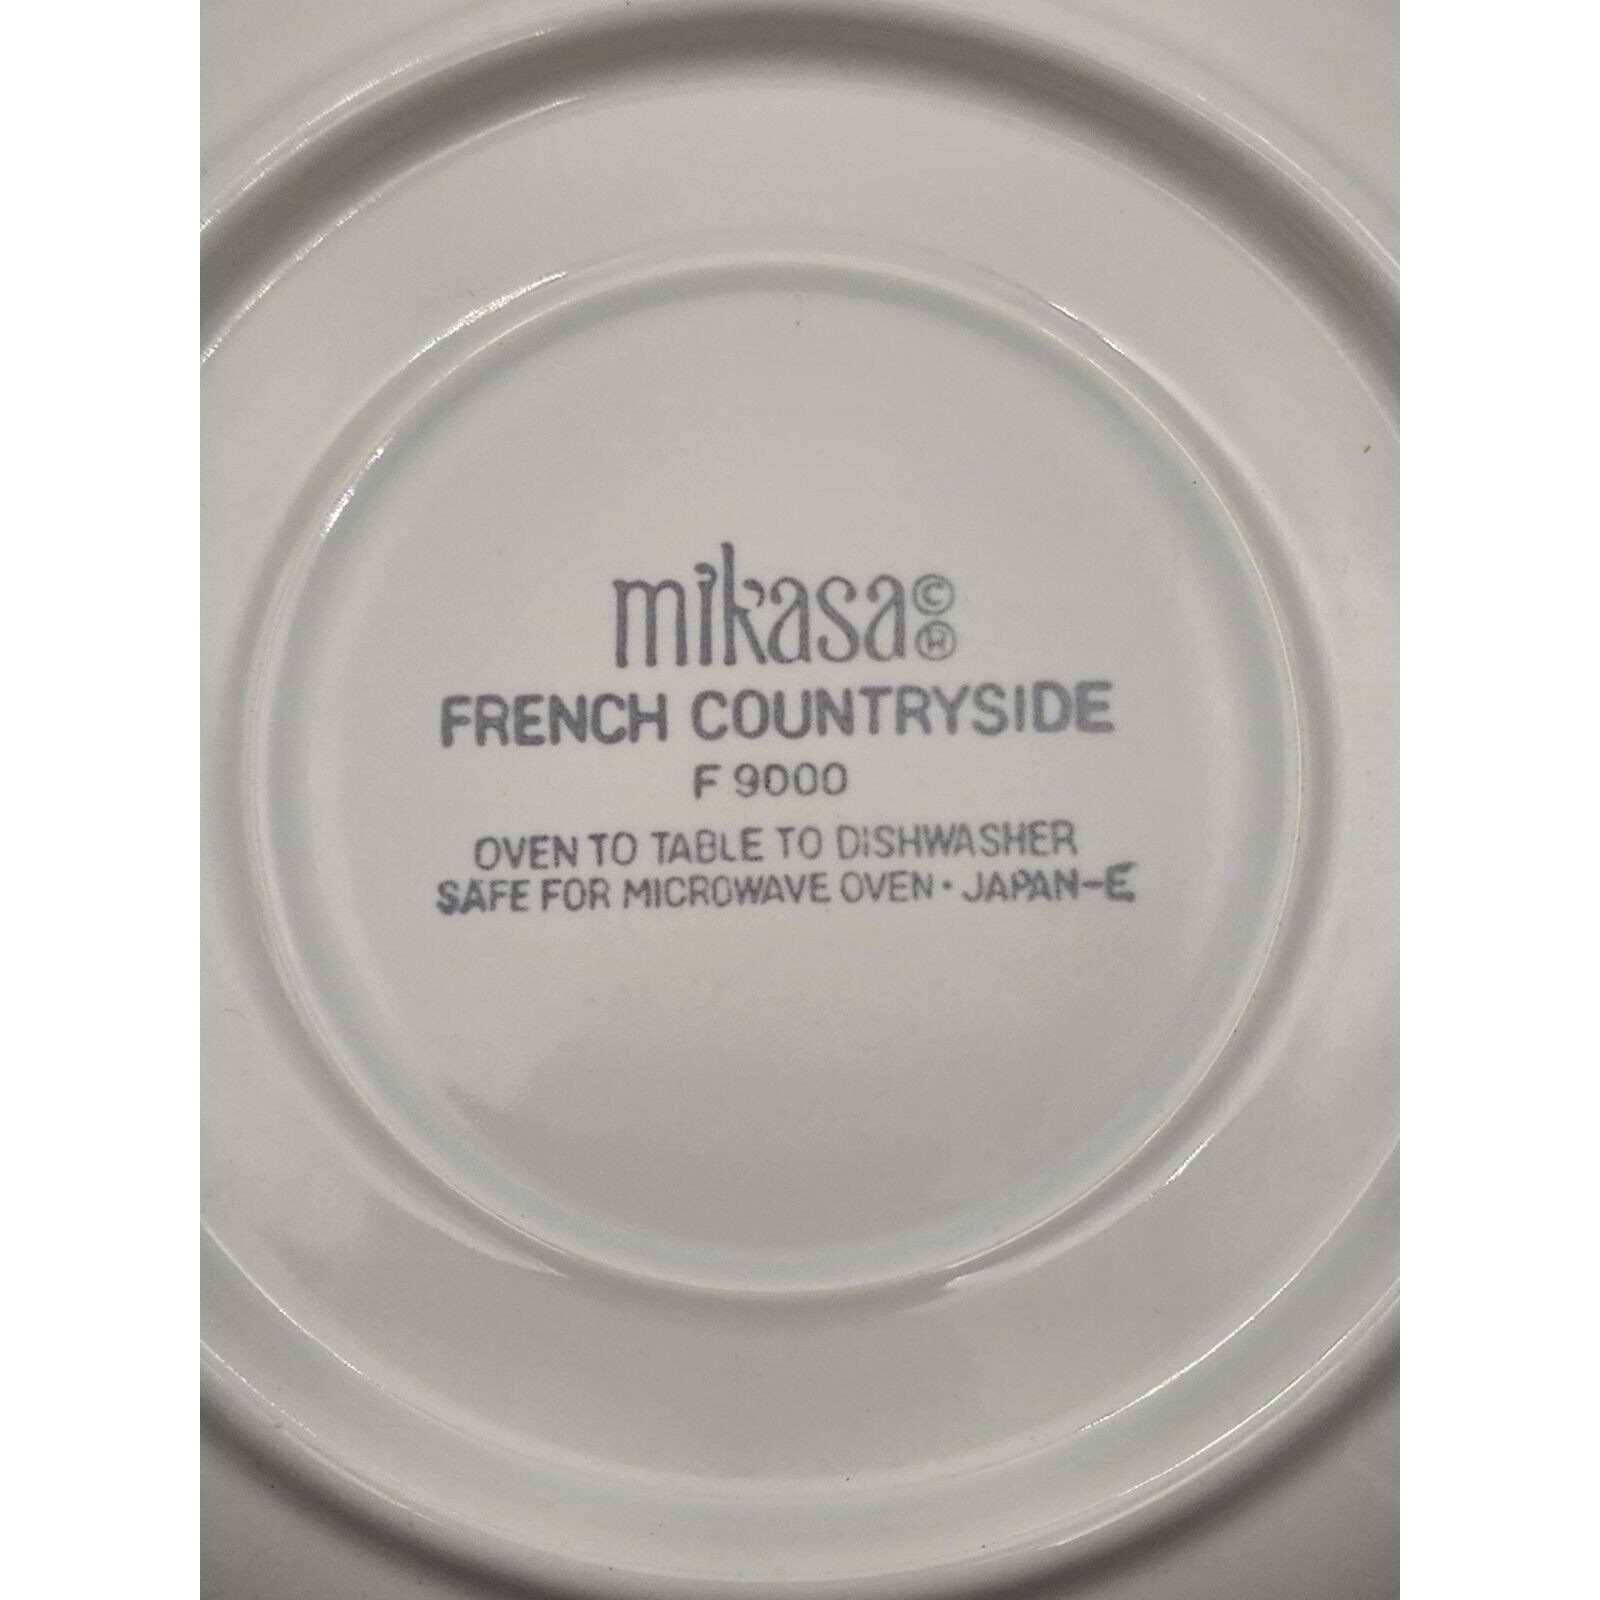 mikasa©
®
FRENCH COUNTRYSIDE
F 9000
OVEN TO TABLE TO DISHWASHER
SAFE FOR MICROWAVE OVEN • JAPAN-E